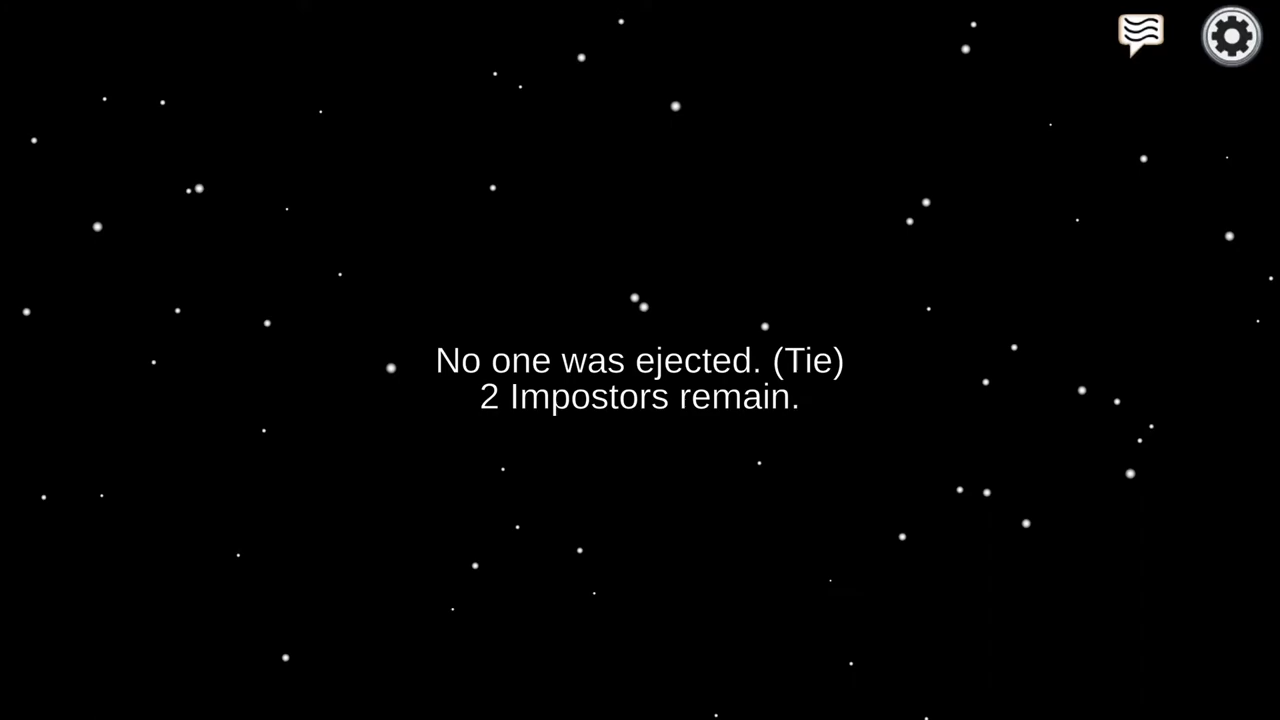 No one was ejected. (Tie)
2 Impostors remain.